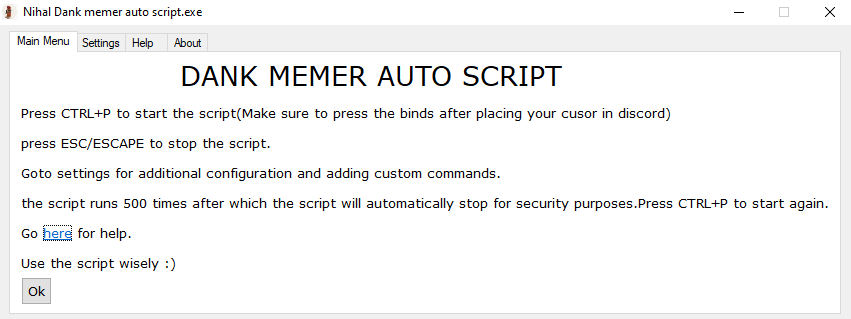 Nihal Dank memer auto script.exe
Main Menu Settings Help About
DANK MEMER AUTO SCRIPT
Press CTRL+P to start the script(Make sure to press the binds after placing your cusor in discord)
press ESC/ESCAPE to stop the script.
Goto settings for additional configuration and adding custom commands.
the script runs 500 times after which the script will automatically stop for security purposes.Press CTRL+P to start again.
Go here for help.
Use the script wisely :)
Ok